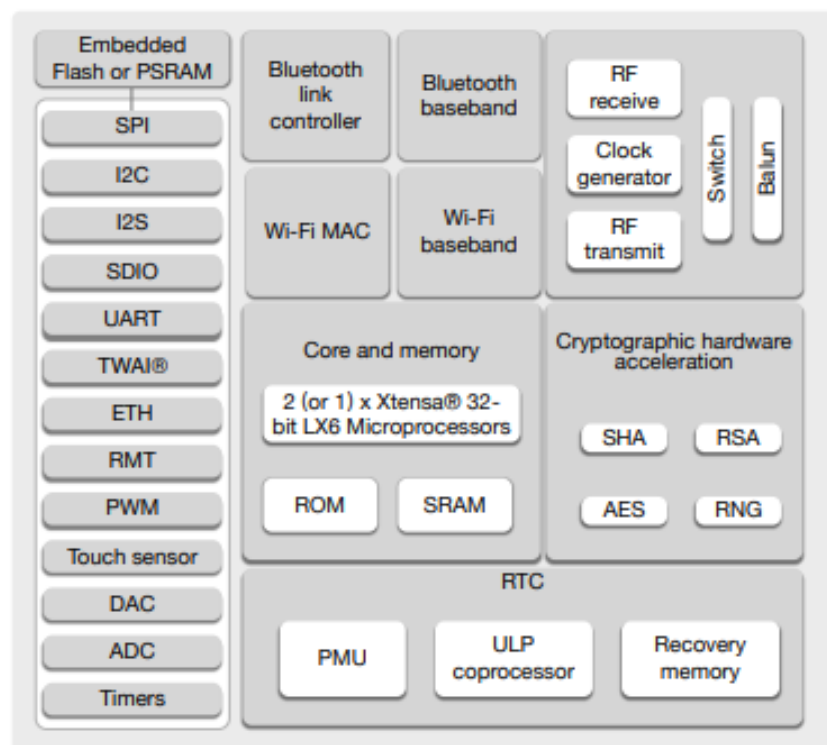 Embedded
Flash or PSRAM
SPI
I2C
I2S
SDIO
UART
TWAI®
ETH
RMT
PWM
Touch sensor
DAC
ADC
Timers
Bluetooth
link
controller
Bluetooth
baseband
Wi-Fi MAC
Wi-Fi
baseband
RF
receive
Clock
generator
RF
transmit
Switch
Balun
Core and memory
2 (or 1) x Xtensa® 32-
bit LX6 Microprocessors
ROM
SRAM
Cryptographic hardware
acceleration
SHA
RSA
AES
RNG
RTC
PMU
ULP
coprocessor
Recovery
memory